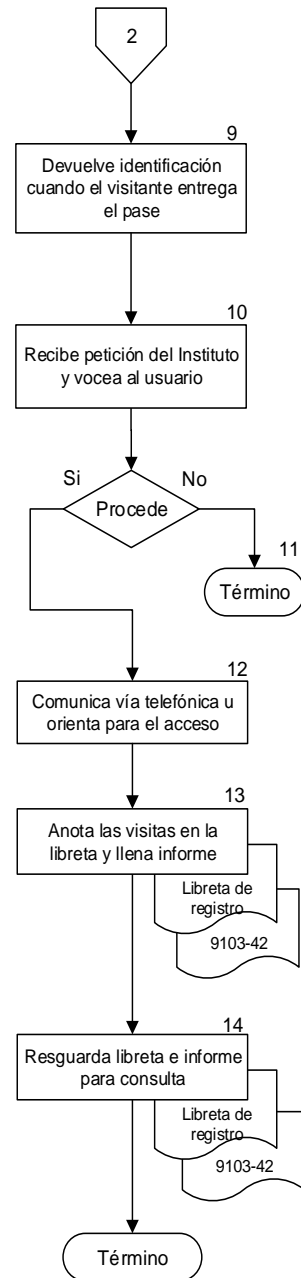 2
9
Devuelve identificación
cuando el visitante entrega
el pase
10
Recibe petición del Instituto
y vocea al usuario
Si
No
Procede
11
Término
12
Comunica vía telefónica u
orienta para el acceso
13
Anota las visitas en la
libreta y llena informe
Libreta de
registro
9103-42
14
Resguarda libreta e informe
para consulta
Libreta de
registro
9103-42
Término